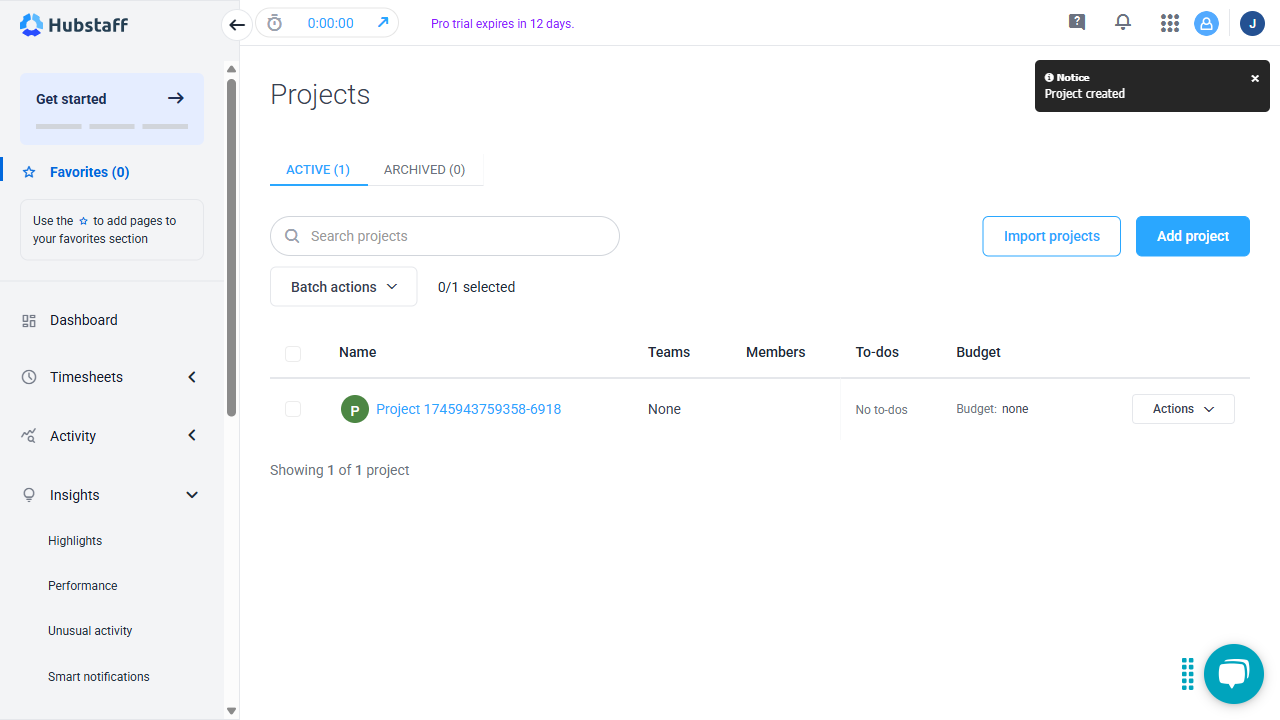 Hubstaff
0:00:00
Pro trial expires in 12 days.
?
J
Get started
Favorites (0)
Use the to add pages to
your favorites section
Dashboard
Timesheets
Activity
Insights
Highlights
Performance
Unusual activity
Smart notifications
Projects
Notice
Project created
ACTIVE (1)
ARCHIVED (0)
Search projects
Import projects
Add project
Batch actions
0/1 selected
Name
Teams
Members
To-dos
Budget
P
Project 1745943759358-6918
None
No to-dos
Budget: none
Actions
Showing 1 of 1 project